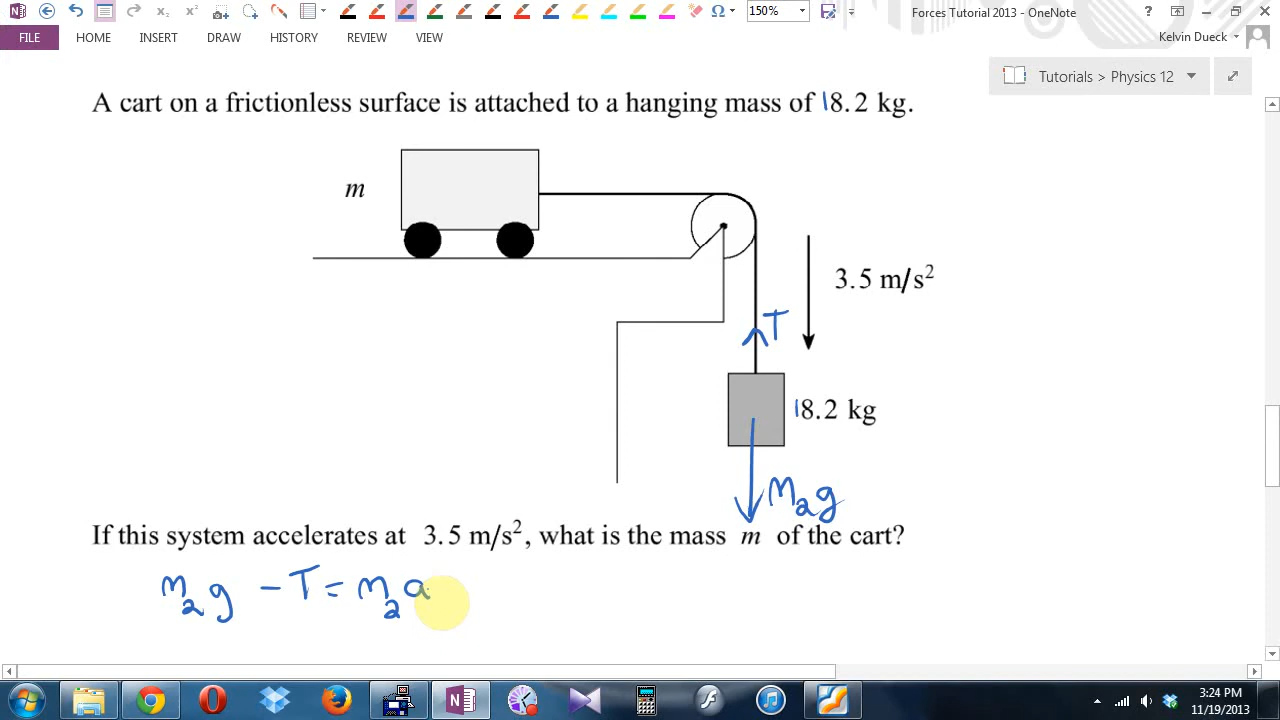 150%
Forces Tutorial 2013 - OneNote
FILE HOME INSERT DRAW HISTORY REVIEW VIEW
Kelvin Dueck
Tutorials > Physics 12
A cart on a frictionless surface is attached to a hanging mass of 18.2 kg.
m
3.5 m/s²
T
18.2 kg
m₂g
If this system accelerates at 3.5 m/s², what is the mass m of the cart?
m₂g - T = m₂a
3:24 PM
11/19/2013